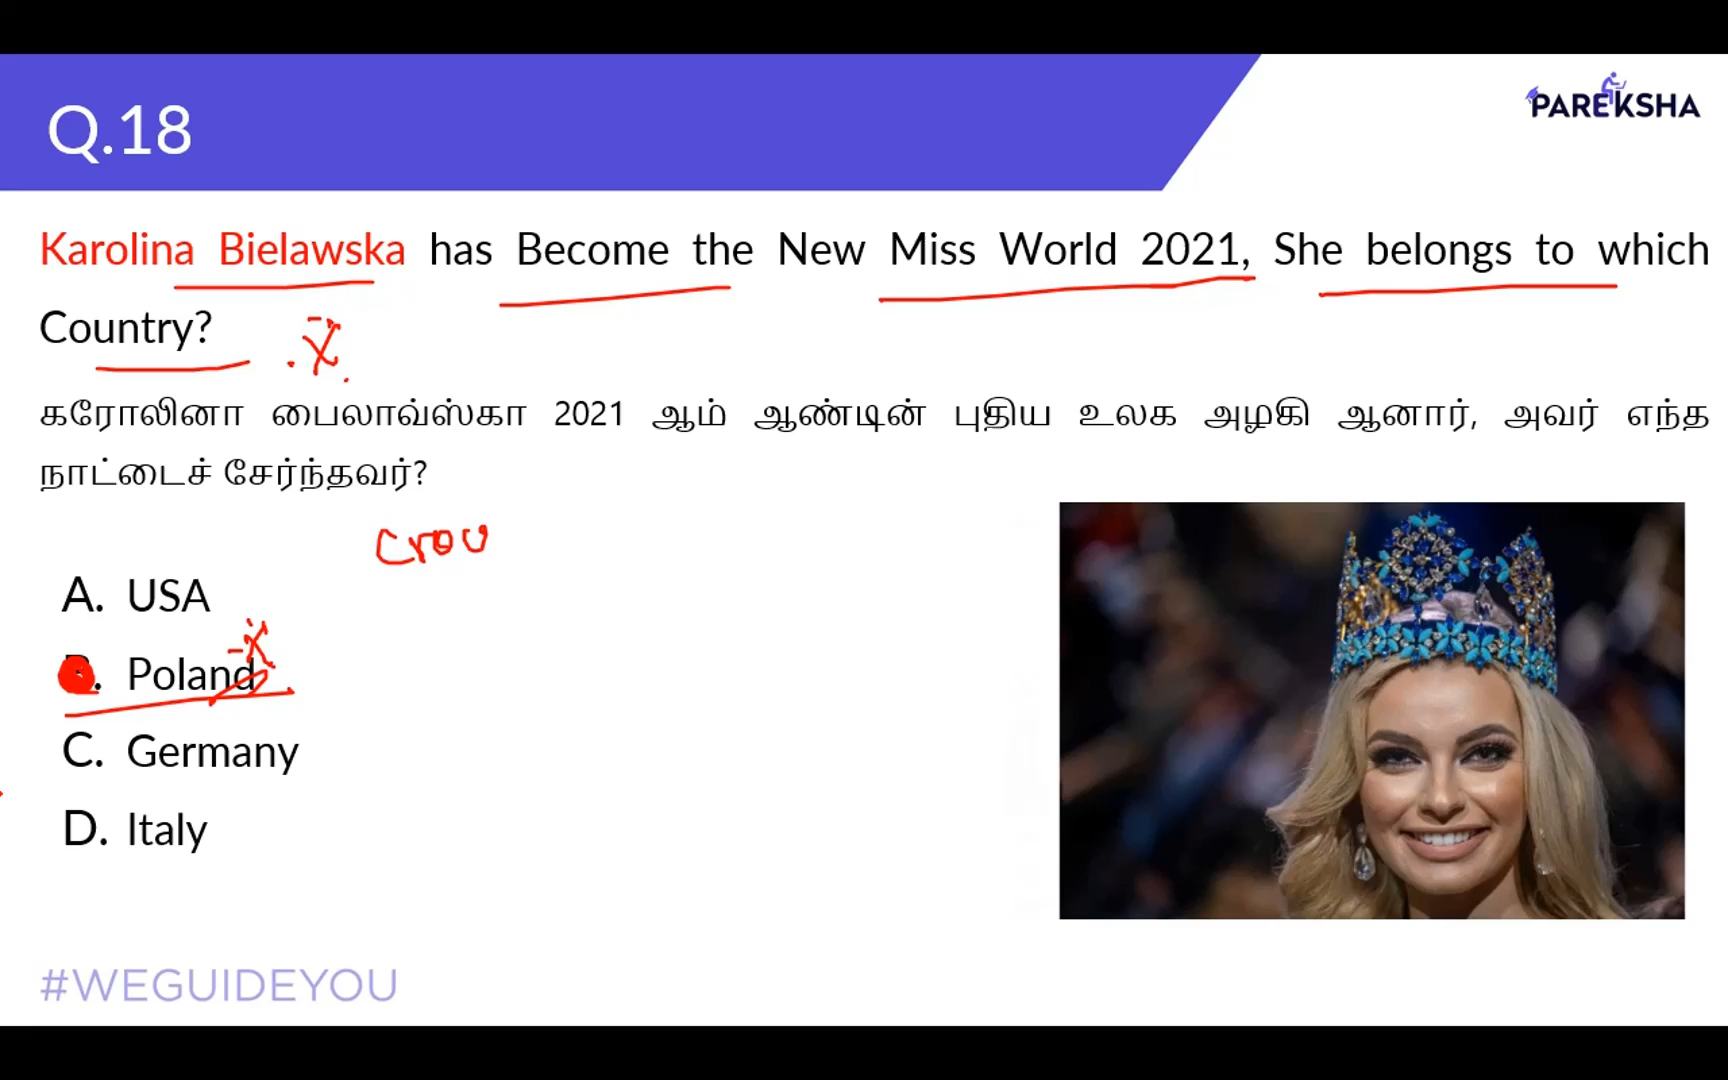 Q.18
PAREKSHA
Karolina Bielawska has Become the New Miss World 2021, She belongs to which
Country?
கரோலினா பைலாவ்ஸ்கா 2021 ஆம் ஆண்டின் புதிய உலக அழகி ஆனார், அவர் எந்த
நாட்டைச் சேர்ந்தவர்?
Crow
A. USA
B. Poland
C. Germany
D. Italy
#WEGUIDEYOU